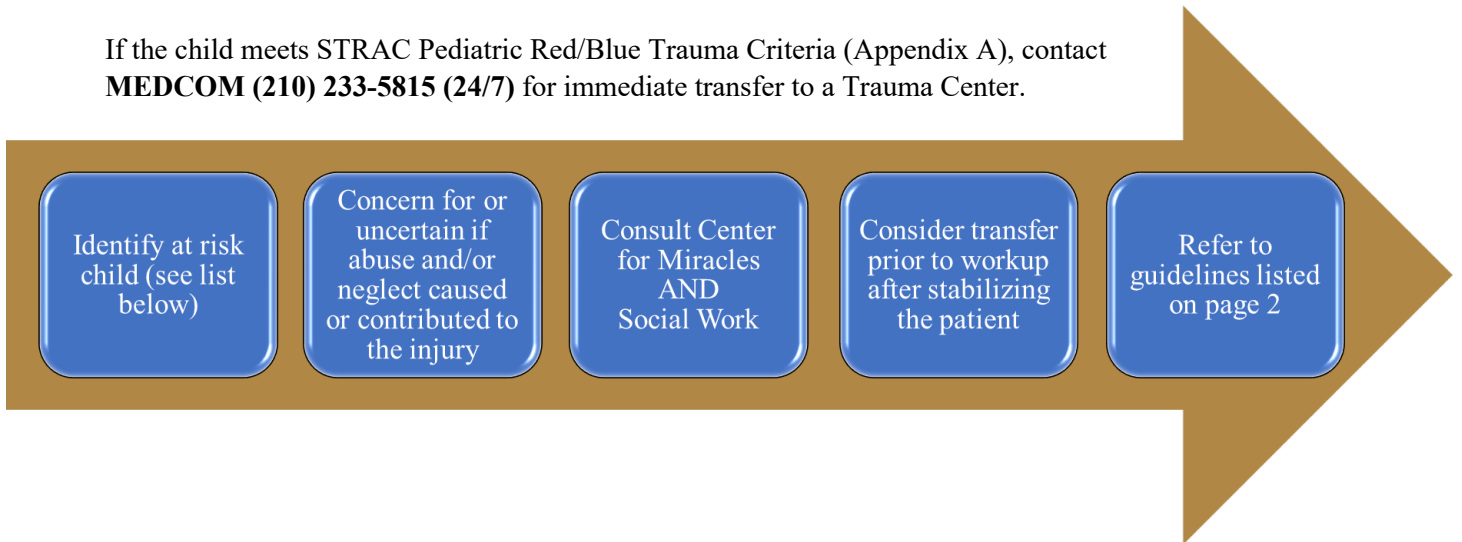 If the child meets STRAC Pediatric Red/Blue Trauma Criteria (Appendix A), contact
MEDCOM (210) 233-5815 (24/7) for immediate transfer to a Trauma Center.
Identify at risk
child (see list
below)
Concern for or
uncertain if
abuse and/or
neglect caused
or contributed to
the injury
Consult Center
for Miracles
AND
Social Work
Consider transfer
prior to workup
after stabilizing
the patient
Refer to
guidelines listed
on page 2